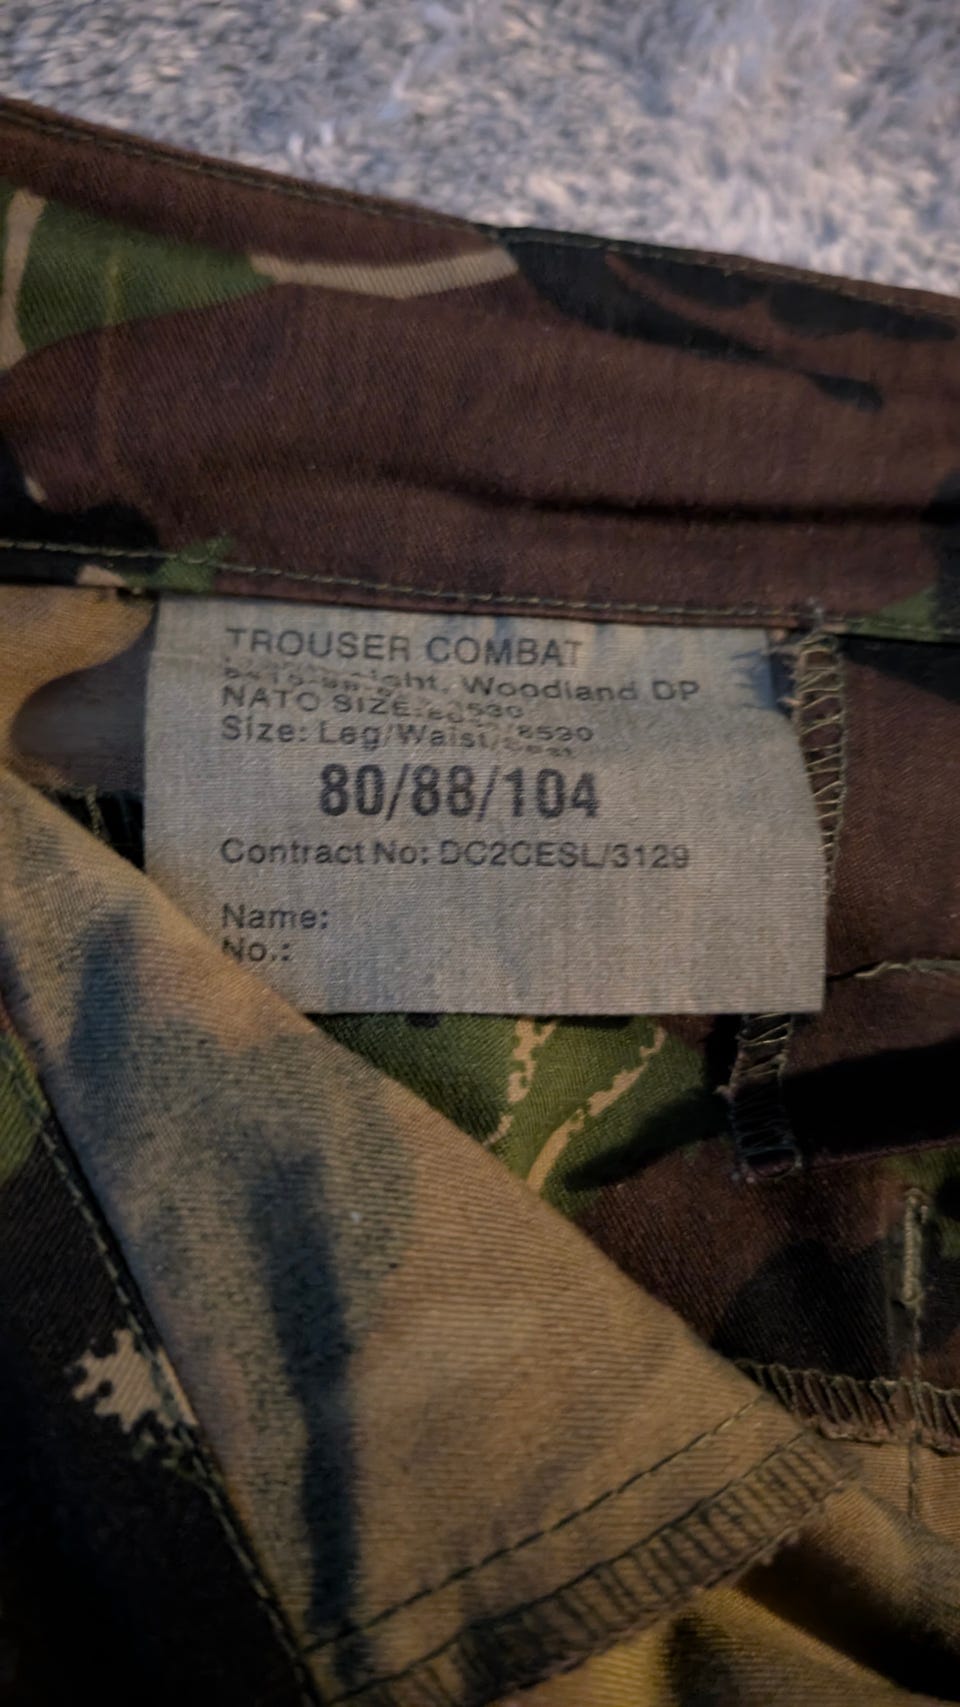 TROUSER COMBAT
Woodland DP
NATO SIZE:
Size: Leg/Waist/
80/88/104
Contract No: DC2CESL/3129
Name:
No.: